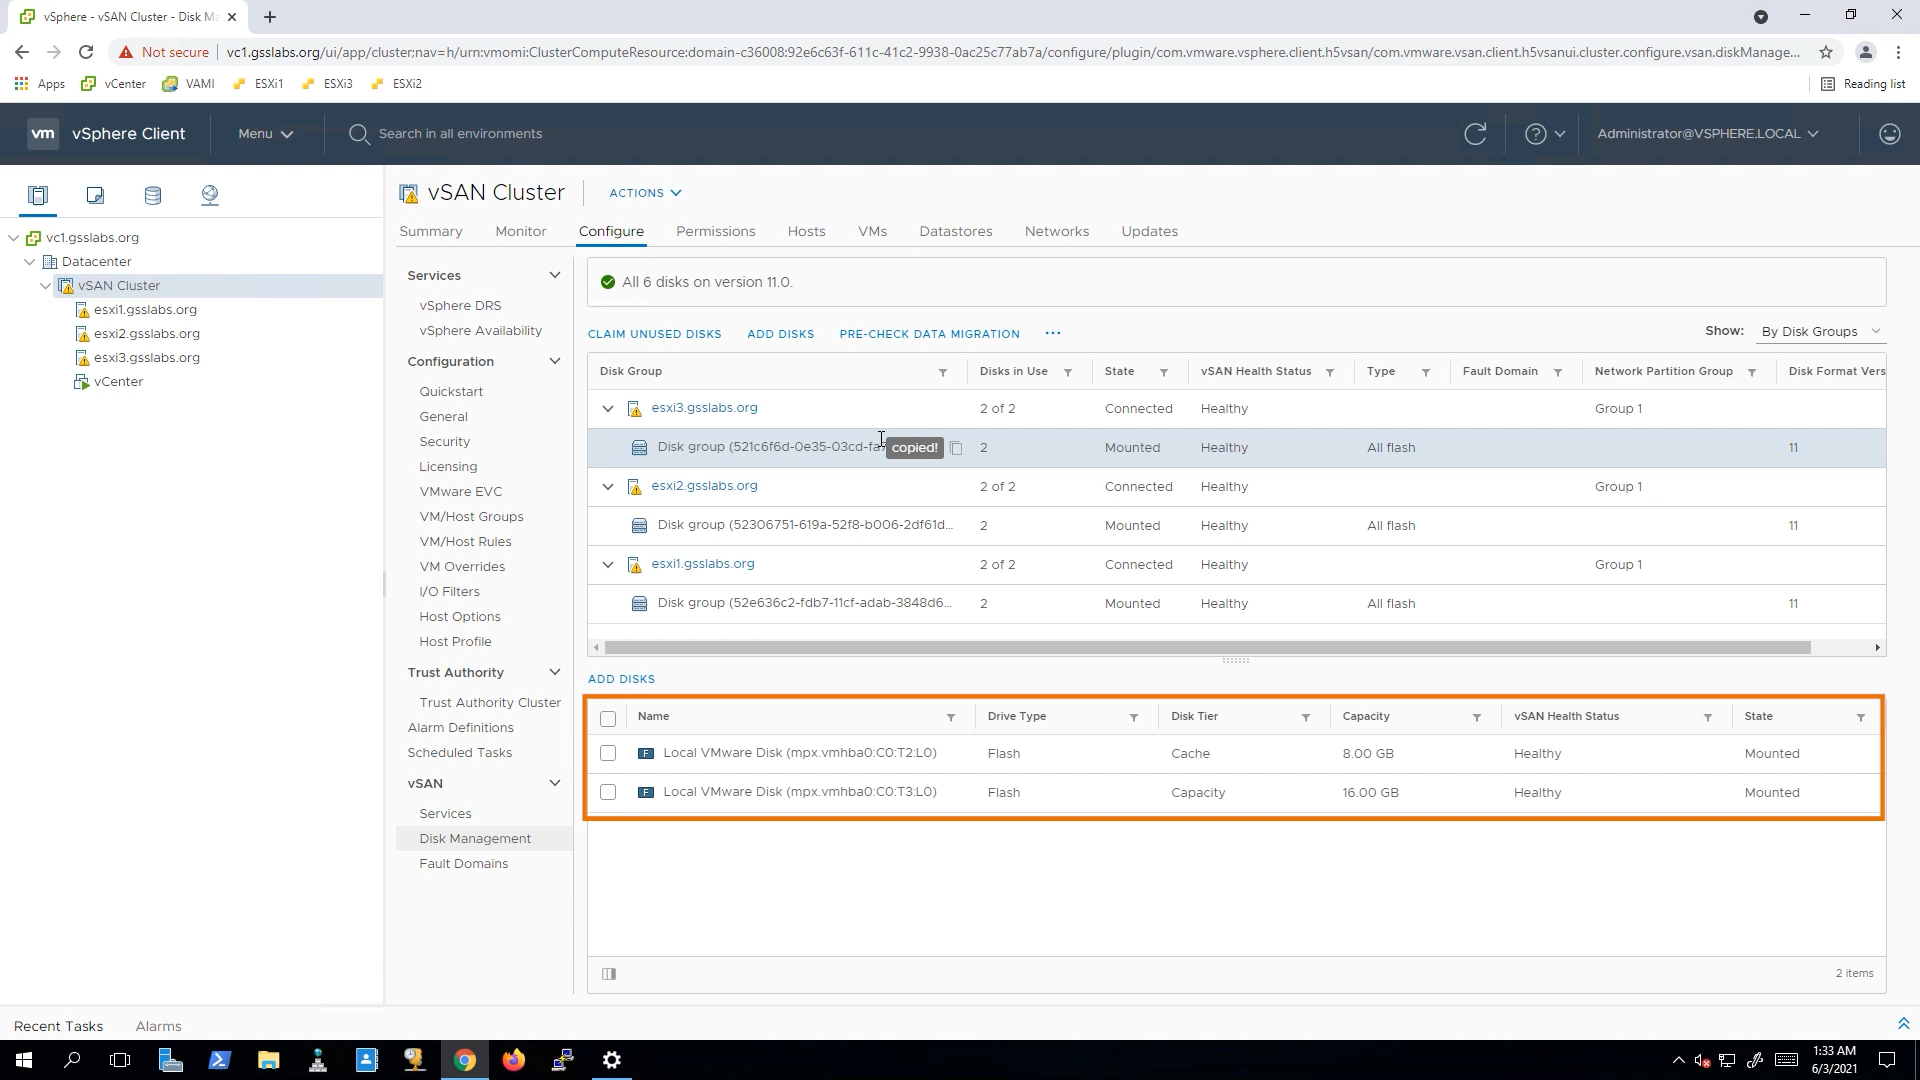 vSphere - vSAN Cluster - Disk Ma
Not secure
vc1.gsslabs.org/ui/app/cluster;nav=h/urn:vmomi:ClusterComputeResource:domain-c36008:92e6c63f-611c-41c2-9938-0ac25c77ab7a/configure/plugin/com.vmware.vsphere.client.h5vsan/com.vmware.vsan.client.h5vsanui.cluster.configure.vsan.diskManage...
Apps vCenter VAMI ESXi1 ESXi3 ESXi2 Reading list
vm vSphere Client Menu Search in all environments Administrator@VSPHERE.LOCAL
vSAN Cluster ACTIONS
Summary Monitor Configure Permissions Hosts VMs Datastores Networks Updates
vc1.gsslabs.org
Datacenter
vSAN Cluster
esxi1.gsslabs.org
esxi2.gsslabs.org
esxi3.gsslabs.org
vCenter
Services
vSphere DRS
vSphere Availability
Configuration
Quickstart
General
Security
Licensing
VMware EVC
VM/Host Groups
VM/Host Rules
VM Overrides
I/O Filters
Host Options
Host Profile
Trust Authority
Trust Authority Cluster
Alarm Definitions
Scheduled Tasks
vSAN
Services
Disk Management
Fault Domains
All 6 disks on version 11.0.
CLAIM UNUSED DISKS ADD DISKS PRE-CHECK DATA MIGRATION ... Show: By Disk Groups
Disk Group Disks in Use State vSAN Health Status Type Fault Domain Network Partition Group Disk Format Vers
esxi3.gsslabs.org 2 of 2 Connected Healthy Group 1
Disk group (521c6f6d-0e35-03cd-fa copied! 2 Mounted Healthy All flash 11
esxi2.gsslabs.org 2 of 2 Connected Healthy Group 1
Disk group (52306751-619a-52f8-b006-2df61d... 2 Mounted Healthy All flash 11
esxi1.gsslabs.org 2 of 2 Connected Healthy Group 1
Disk group (52e636c2-fdb7-11cf-adab-3848d6... 2 Mounted Healthy All flash 11
ADD DISKS
Name Drive Type Disk Tier Capacity vSAN Health Status State
F Local VMware Disk (mpx.vmhba0:C0:T2:L0) Flash Cache 8.00 GB Healthy Mounted
F Local VMware Disk (mpx.vmhba0:C0:T3:L0) Flash Capacity 16.00 GB Healthy Mounted
2 items
Recent Tasks Alarms
1:33 AM
6/3/2021